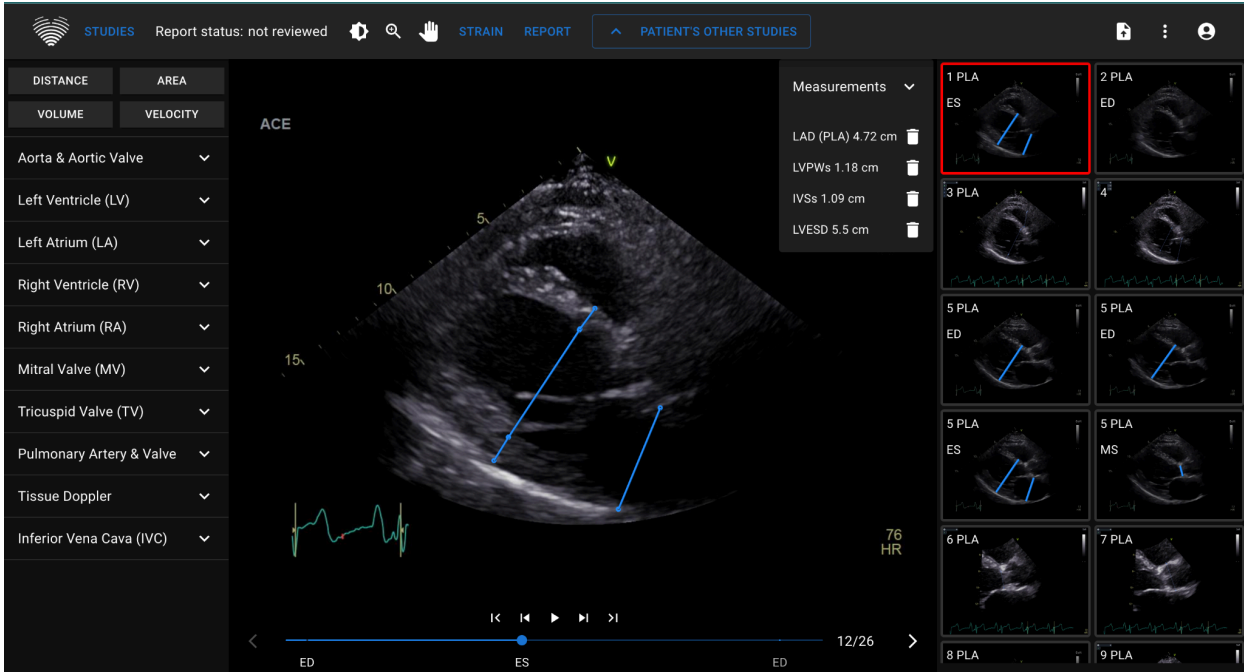 STUDIES Report status: not reviewed STRAIN REPORT PATIENT'S OTHER STUDIES
DISTANCE AREA
VOLUME VELOCITY
Aorta & Aortic Valve
Left Ventricle (LV)
Left Atrium (LA)
Right Ventricle (RV)
Right Atrium (RA)
Mitral Valve (MV)
Tricuspid Valve (TV)
Pulmonary Artery & Valve
Tissue Doppler
Inferior Vena Cava (IVC)
ACE
V
5
10
15
76
HR
Measurements
LAD (PLA) 4.72 cm
LVPWs 1.18 cm
IVSs 1.09 cm
LVESD 5.5 cm
12/26
ED ES ED
1 PLA
ES
2 PLA
ED
3 PLA
4
5 PLA
ED
5 PLA
ED
5 PLA
ES
5 PLA
MS
6 PLA
7 PLA
8 PLA
9 PLA